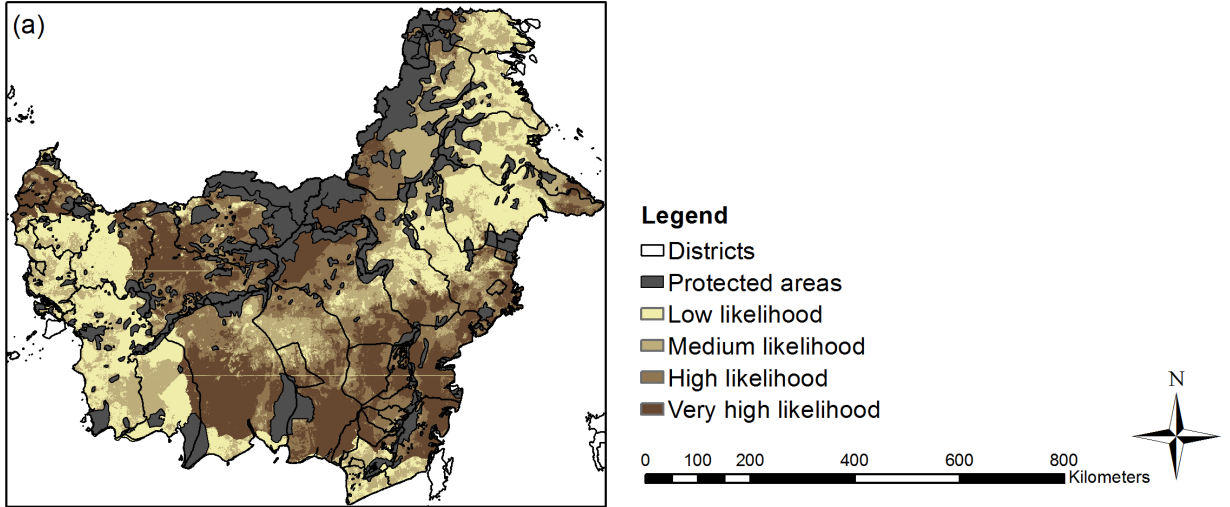 (a)
Legend
Districts
Protected areas
Low likelihood
Medium likelihood
High likelihood
Very high likelihood
N
0 100 200 400 600 800
Kilometers